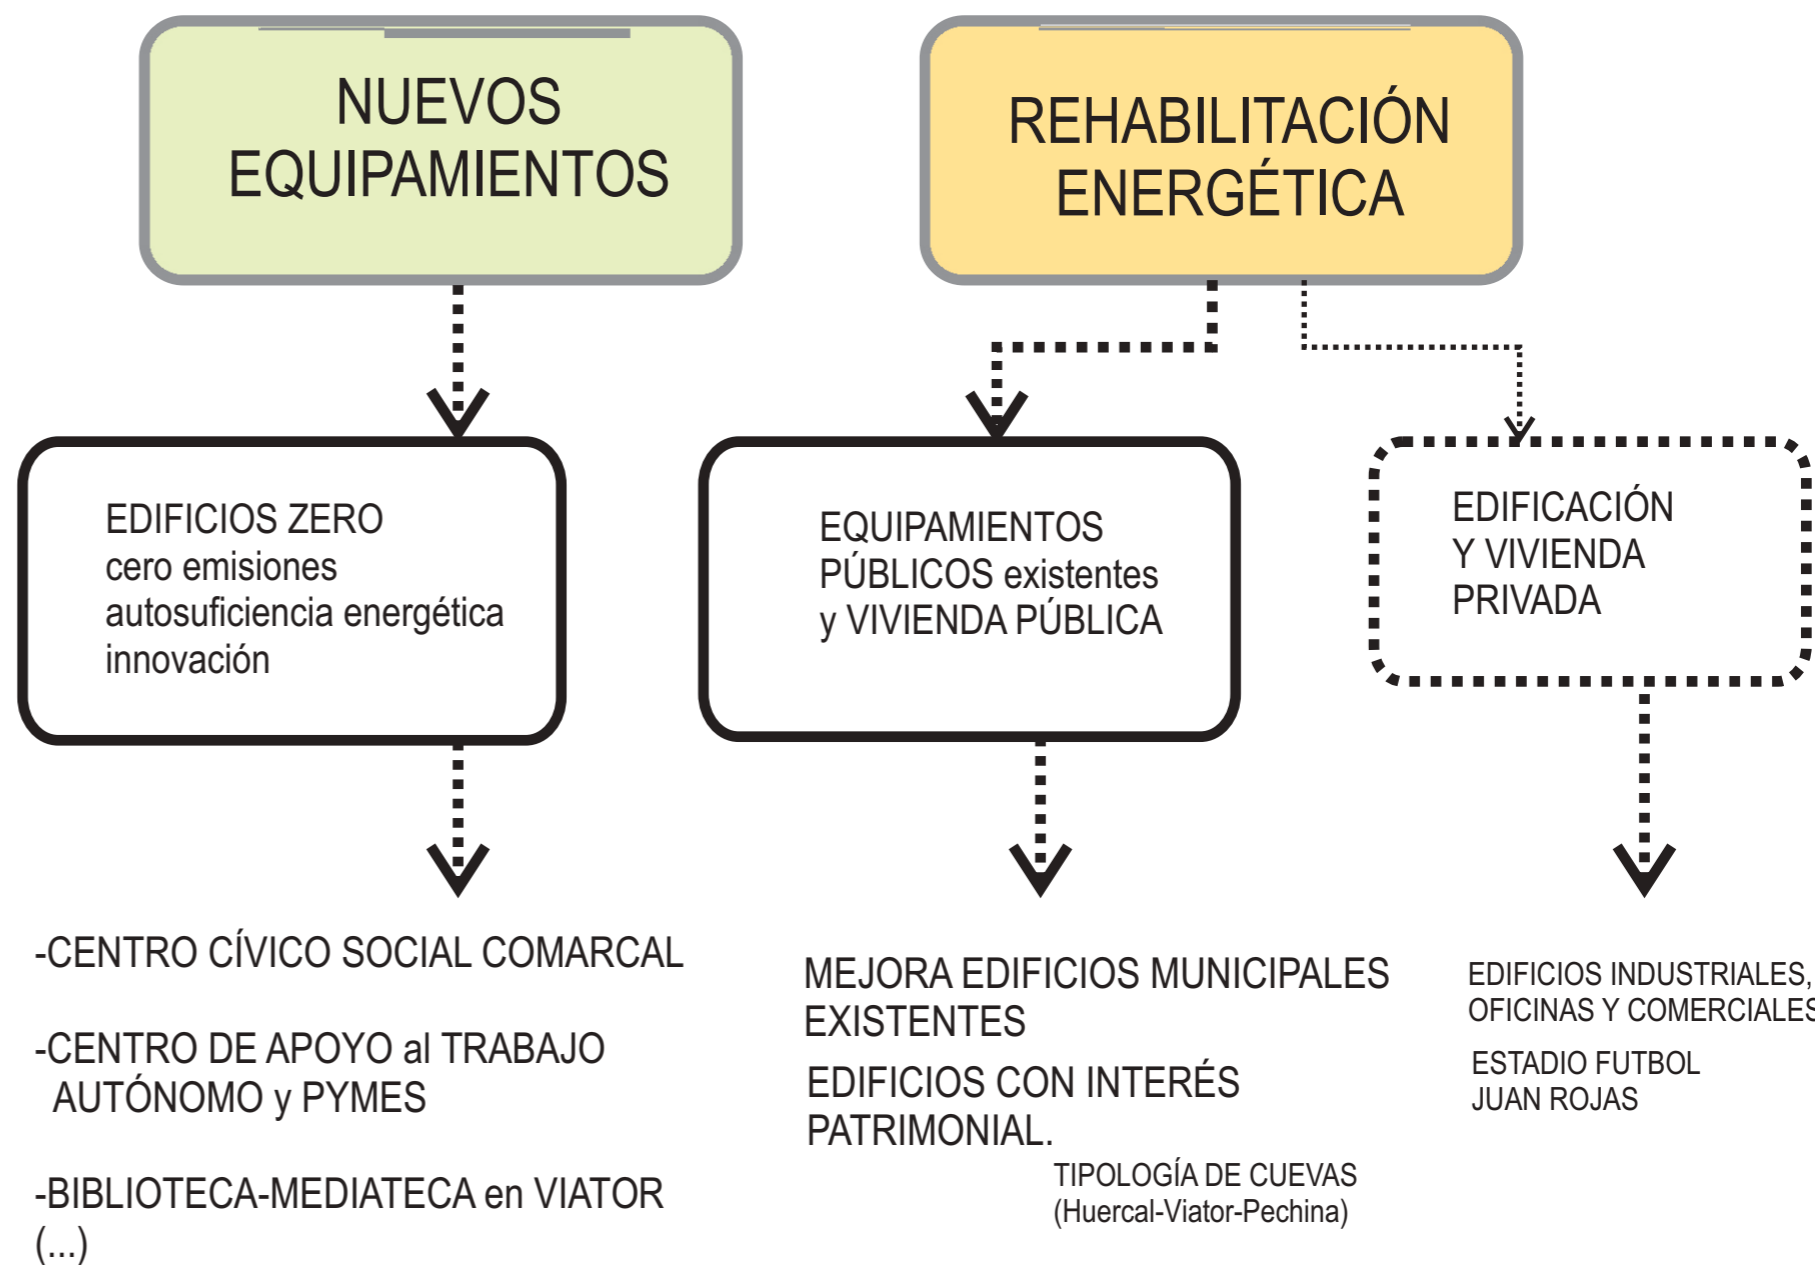 NUEVOS
EQUIPAMIENTOS
REHABILITACIÓN
ENERGÉTICA
EDIFICIOS ZERO
cero emisiones
autosuficiencia energética
innovación
EQUIPAMIENTOS
PÚBLICOS existentes
y VIVIENDA PÚBLICA
EDIFICACIÓN
Y VIVIENDA
PRIVADA
-CENTRO CÍVICO SOCIAL COMARCAL
-CENTRO DE APOYO al TRABAJO
AUTÓNOMO y PYMES
-BIBLIOTECA-MEDIATECA en VIATOR
(...)
MEJORA EDIFICIOS MUNICIPALES
EXISTENTES
EDIFICIOS CON INTERÉS
PATRIMONIAL.
TIPOLOGÍA DE CUEVAS
(Huercal-Viator-Pechina)
EDIFICIOS INDUSTRIALES,
OFICINAS Y COMERCIALES
ESTADIO FUTBOL
JUAN ROJAS